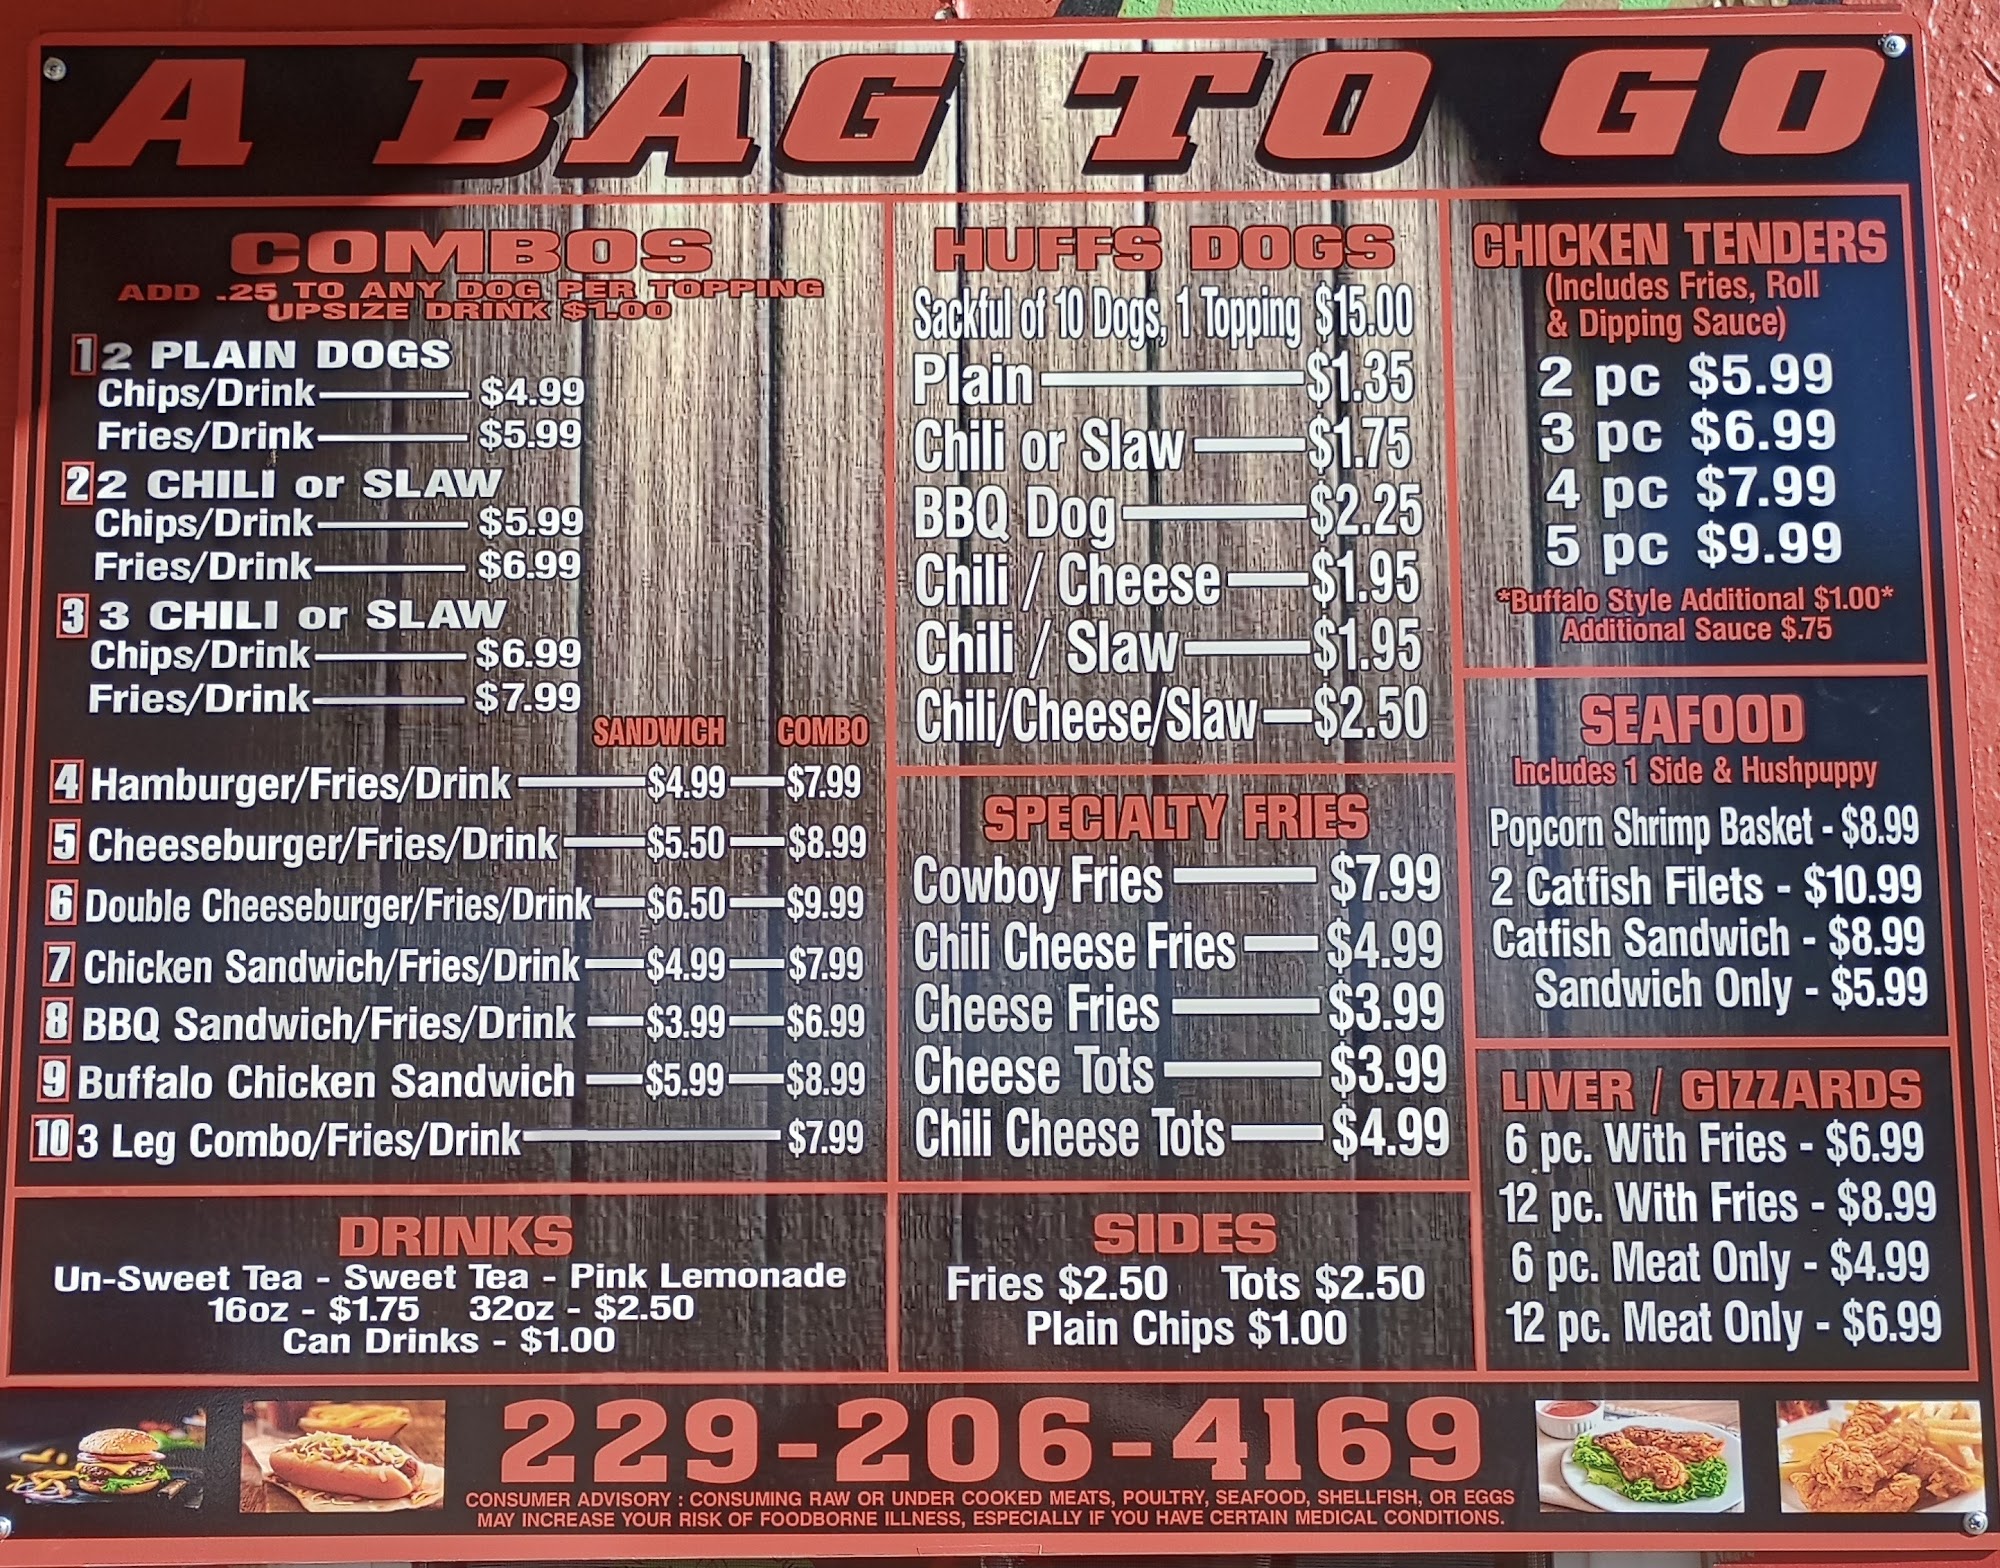 A BAG TO GO
COMBOS
ADD .25 TO ANY DOG PER TOPPING
UPSIZE DRINK $1.00
1 2 PLAIN DOGS
Chips/Drink $4.99
Fries/Drink $5.99
2 2 CHILI or SLAW
Chips/Drink $5.99
Fries/Drink $6.99
3 3 CHILI or SLAW
Chips/Drink $6.99
Fries/Drink $7.99
SANDWICH COMBO
4 Hamburger/Fries/Drink $4.99 $7.99
5 Cheeseburger/Fries/Drink $5.50 $8.99
6 Double Cheeseburger/Fries/Drink $6.50 $9.99
7 Chicken Sandwich/Fries/Drink $4.99 $7.99
8 BBQ Sandwich/Fries/Drink $3.99 $6.99
9 Buffalo Chicken Sandwich $5.99 $8.99
10 3 Leg Combo/Fries/Drink $7.99
DRINKS
Un-Sweet Tea - Sweet Tea - Pink Lemonade
16oz - $1.75 32oz - $2.50
Can Drinks - $1.00
HUFFS DOGS
Sackful of 10 Dogs, 1 Topping $15.00
Plain $1.35
Chili or Slaw $1.75
BBQ Dog $2.25
Chili / Cheese $1.95
Chili / Slaw $1.95
Chili/Cheese/Slaw $2.50
SPECIALTY FRIES
Cowboy Fries $7.99
Chili Cheese Fries $4.99
Cheese Fries $3.99
Cheese Tots $3.99
Chili Cheese Tots $4.99
SIDES
Fries $2.50 Tots $2.50
Plain Chips $1.00
CHICKEN TENDERS
(Includes Fries, Roll
& Dipping Sauce)
2 pc $5.99
3 pc $6.99
4 pc $7.99
5 pc $9.99
*Buffalo Style Additional $1.00*
Additional Sauce $.75
SEAFOOD
Includes 1 Side & Hushpuppy
Popcorn Shrimp Basket - $8.99
2 Catfish Filets - $10.99
Catfish Sandwich - $8.99
Sandwich Only - $5.99
LIVER / GIZZARDS
6 pc. With Fries - $6.99
12 pc. With Fries - $8.99
6 pc. Meat Only - $4.99
12 pc. Meat Only - $6.99
229-206-4169
CONSUMER ADVISORY : CONSUMING RAW OR UNDER COOKED MEATS, POULTRY, SEAFOOD, SHELLFISH, OR EGGS
MAY INCREASE YOUR RISK OF FOODBORNE ILLNESS, ESPECIALLY IF YOU HAVE CERTAIN MEDICAL CONDITIONS.